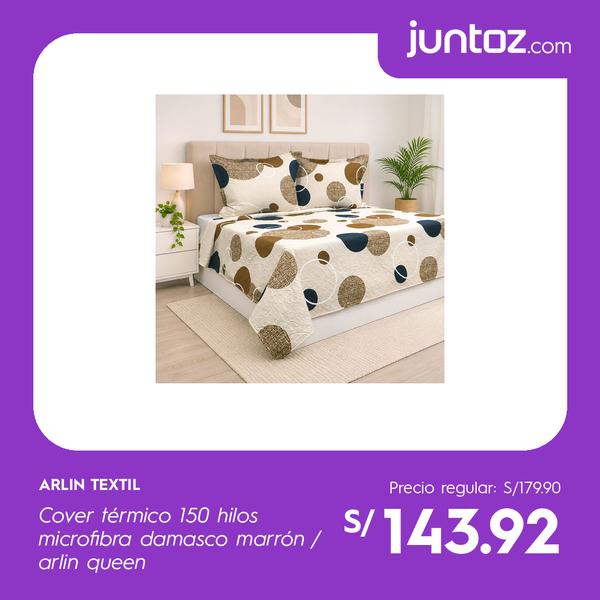 juntoz.com
ARLIN TEXTIL
Cover térmico 150 hilos
microfibra damasco marrón /
arlin queen
Precio regular: S/179.90
S/143.92